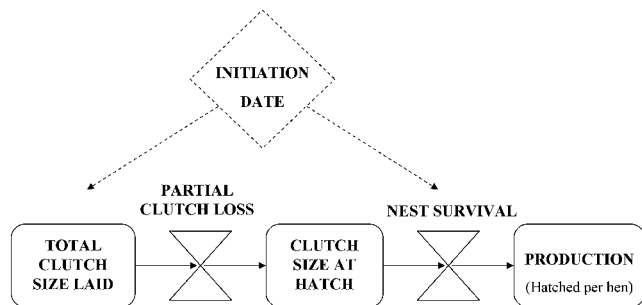 INITIATION
DATE
PARTIAL
CLUTCH LOSS
NEST SURVIVAL
TOTAL
CLUTCH
SIZE LAID
CLUTCH
SIZE AT
HATCH
PRODUCTION
(Hatched per hen)